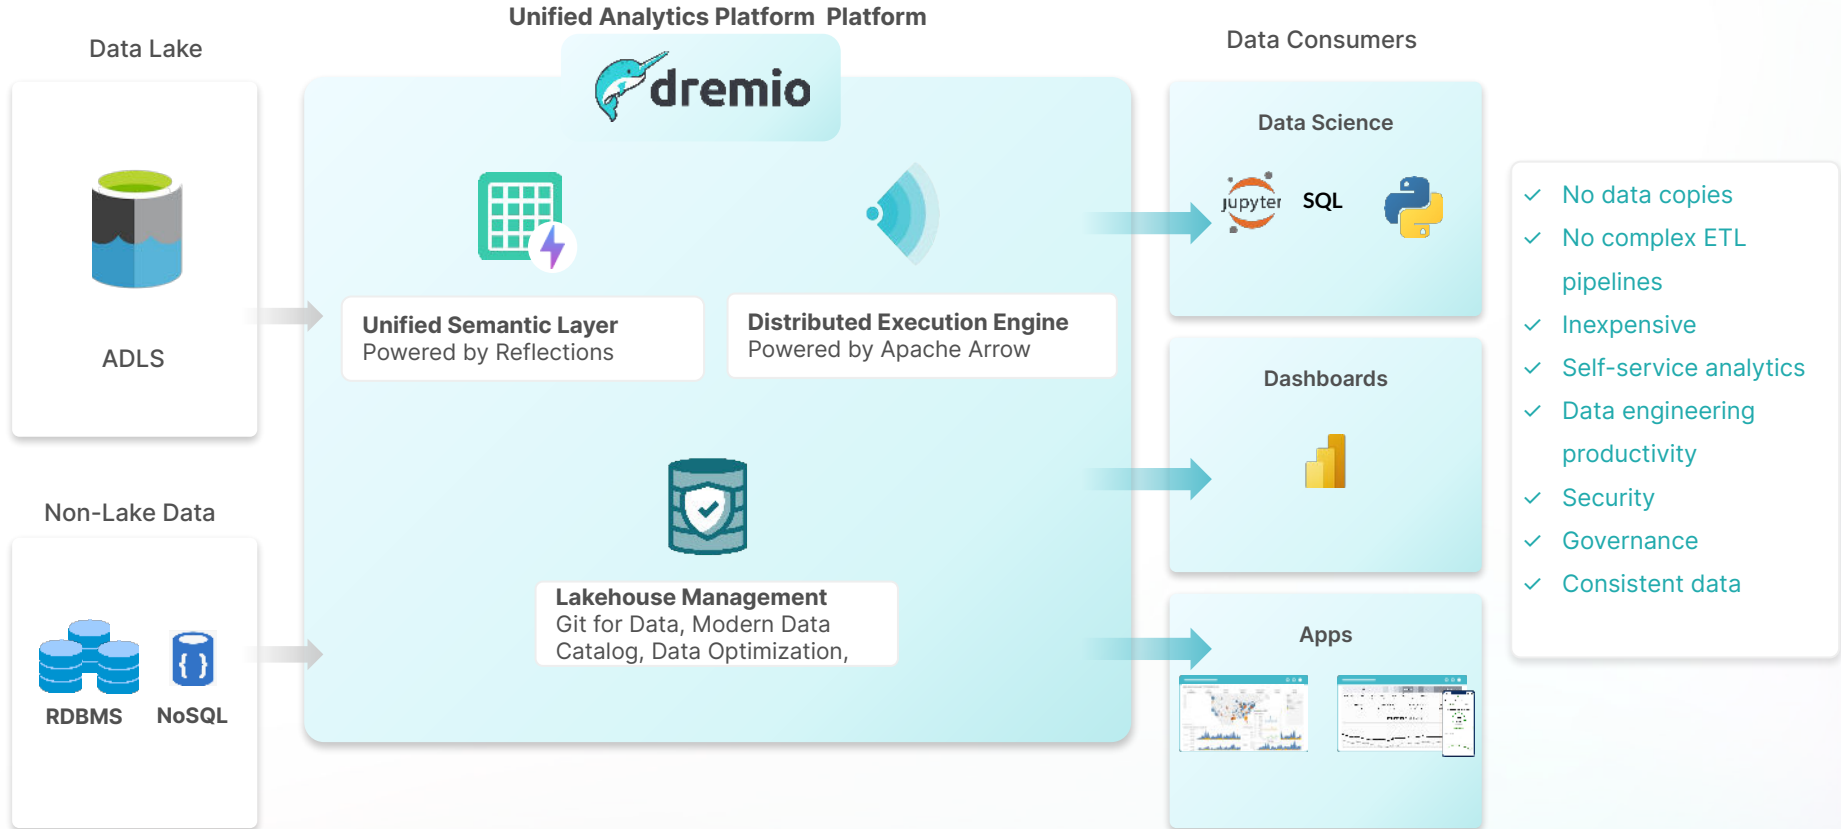 Unified Analytics Platform  Platform
dremio
Data Lake
ADLS
Non-Lake Data
RDBMS
NoSQL
{ }
Unified Semantic Layer
Powered by Reflections
Distributed Execution Engine
Powered by Apache Arrow
Lakehouse Management
Git for Data, Modern Data
Catalog, Data Optimization,
Data Consumers
Data Science
jupyter
SQL
Dashboards
Apps
No data copies
No complex ETL
pipelines
Inexpensive
Self-service analytics
Data engineering
productivity
Security
Governance
Consistent data